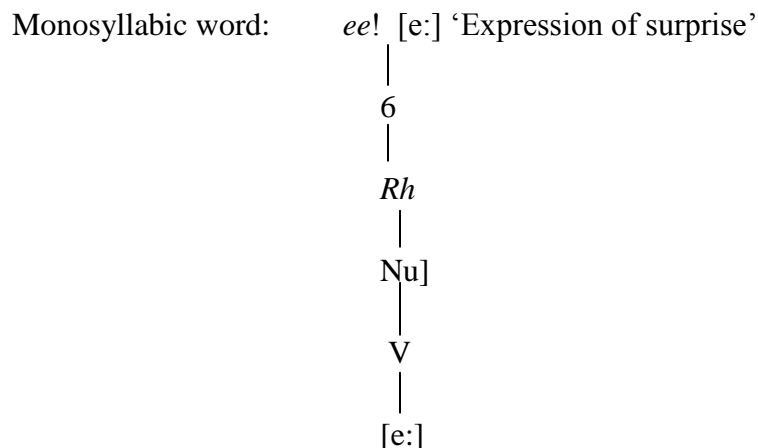 Monosyllabic word: ee! [e:] ‘Expression of surprise’
6
Rh
Nu]
V
[e:]